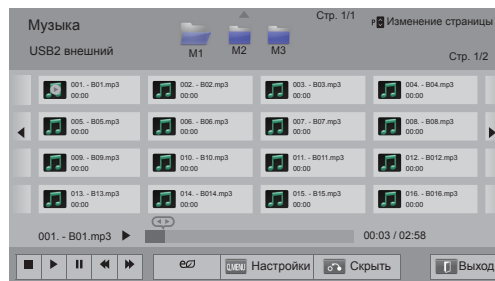 Музыка
Стр. 1/1
P Изменение страницы
USB2 внешний
M1 M2 M3
Стр. 1/2
001. - B01.mp3
00:00
002. - B02.mp3
00:00
003. - B03.mp3
00:00
004. - B04.mp3
00:00
005. - B05.mp3
00:00
006. - B06.mp3
00:00
007. - B07.mp3
00:00
008. - B08.mp3
00:00
009. - B09.mp3
00:00
010. - B10.mp3
00:00
011. - B011.mp3
00:00
012. - B012.mp3
00:00
013. - B13.mp3
00:00
014. - B014.mp3
00:00
015. - B15.mp3
00:00
016. - B016.mp3
00:00
001. - B01.mp3
00:03 / 02:58
Q.MENU Настройки
Скрыть
Выход